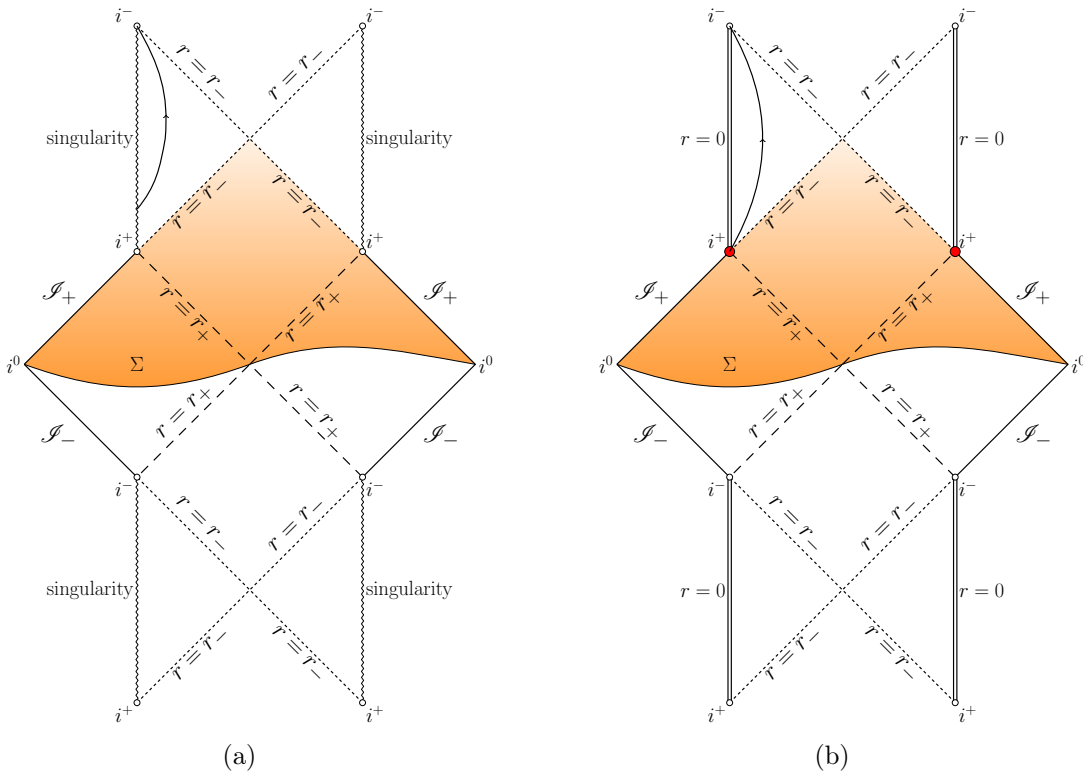 i⁻ i⁻ i⁻ i⁻
r = r₋ r = r₋ r = r₋ r = r₋
singularity singularity r = 0 r = 0
r = r₋ r = r₋ r = r₋ r = r₋
i⁺ i⁺ i⁺ i⁺
ℐ₊ r = r₊ r = r₊ ℐ₊ ℐ₊ r = r₊ r = r₊ ℐ₊
i⁰ Σ i⁰ i⁰ Σ i⁰
ℐ₋ r = r₊ r = r₊ ℐ₋ ℐ₋ r = r₊ r = r₊ ℐ₋
i⁻ i⁻ i⁻ i⁻
r = r₋ r = r₋ r = r₋ r = r₋
singularity singularity r = 0 r = 0
r = r₋ r = r₋ r = r₋ r = r₋
i⁺ i⁺ i⁺ i⁺
(a) (b)